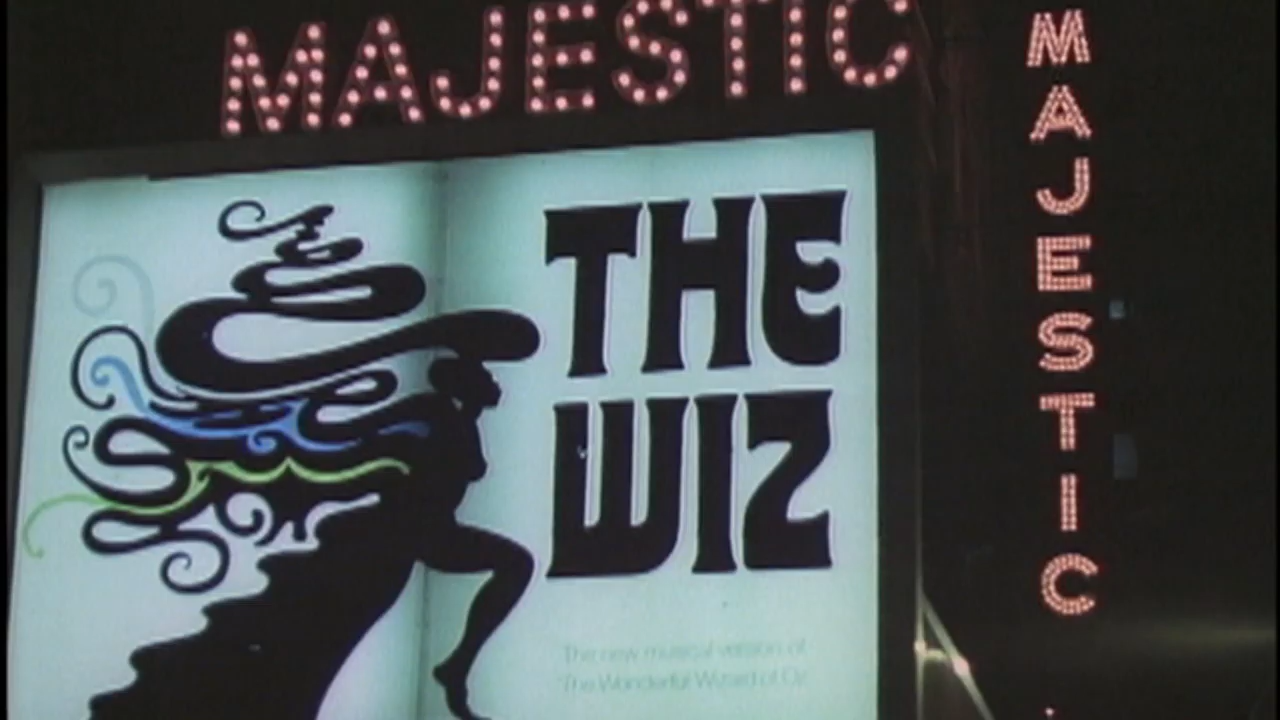 MAJESTIC
MAJESTIC
THE
WIZ
The new musical version of
"The Wonderful Wizard of Oz"